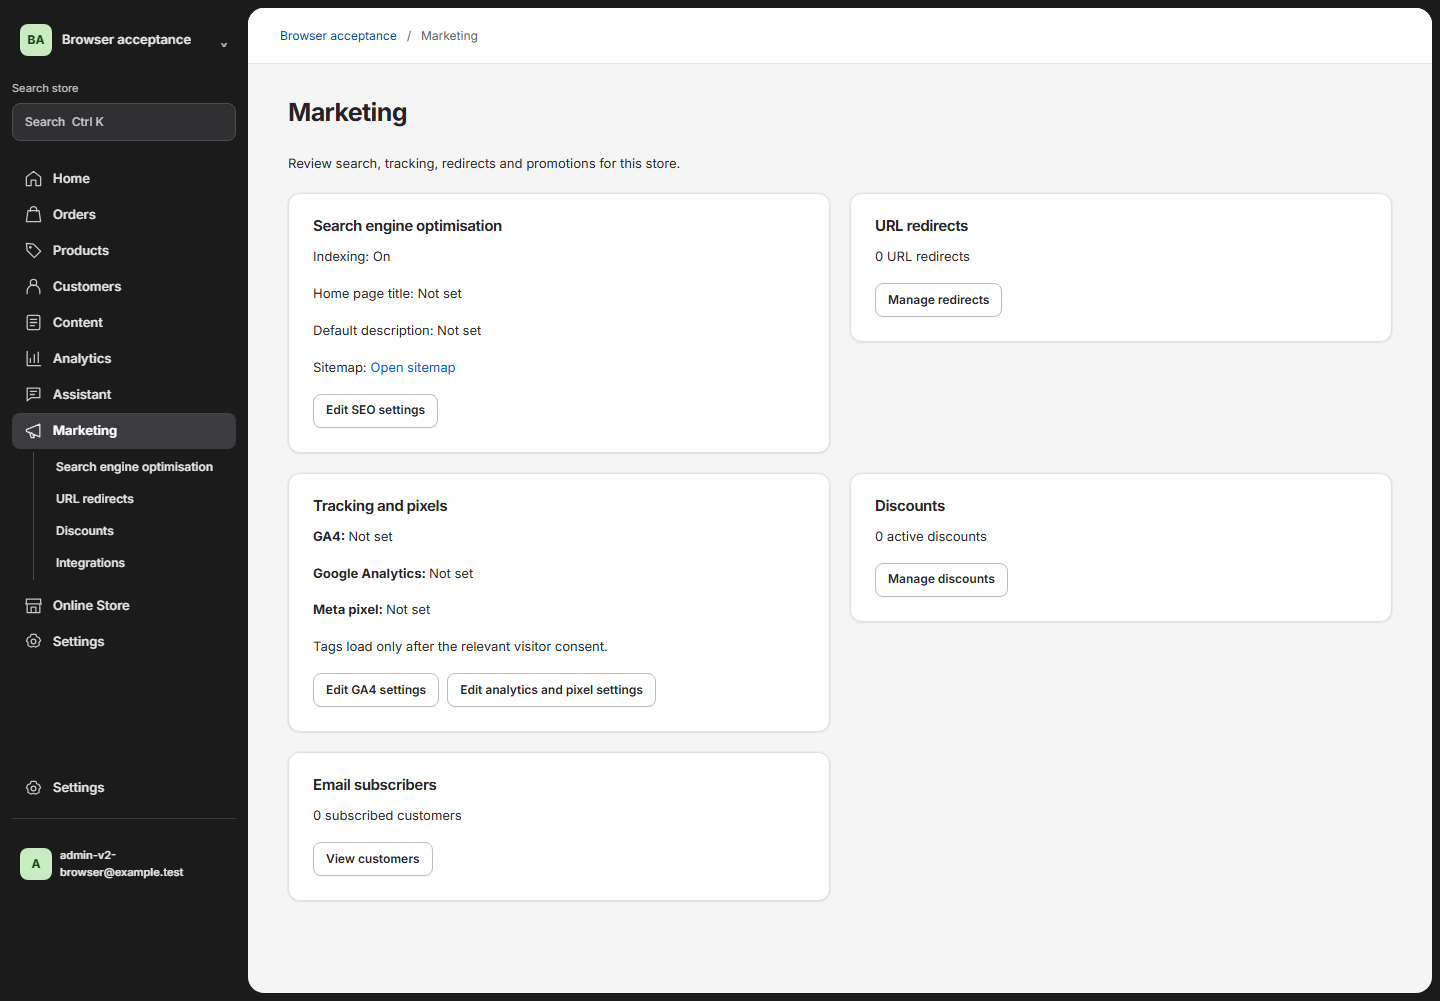 BA Browser acceptance
Search store
Search Ctrl K
Home
Orders
Products
Customers
Content
Analytics
Assistant
Marketing
Search engine optimisation
URL redirects
Discounts
Integrations
Online Store
Settings
Settings
A
admin-v2-
browser@example.test
Browser acceptance / Marketing
Marketing
Review search, tracking, redirects and promotions for this store.
Search engine optimisation
Indexing: On
Home page title: Not set
Default description: Not set
Sitemap: Open sitemap
Edit SEO settings
URL redirects
0 URL redirects
Manage redirects
Tracking and pixels
GA4: Not set
Google Analytics: Not set
Meta pixel: Not set
Tags load only after the relevant visitor consent.
Edit GA4 settings Edit analytics and pixel settings
Discounts
0 active discounts
Manage discounts
Email subscribers
0 subscribed customers
View customers